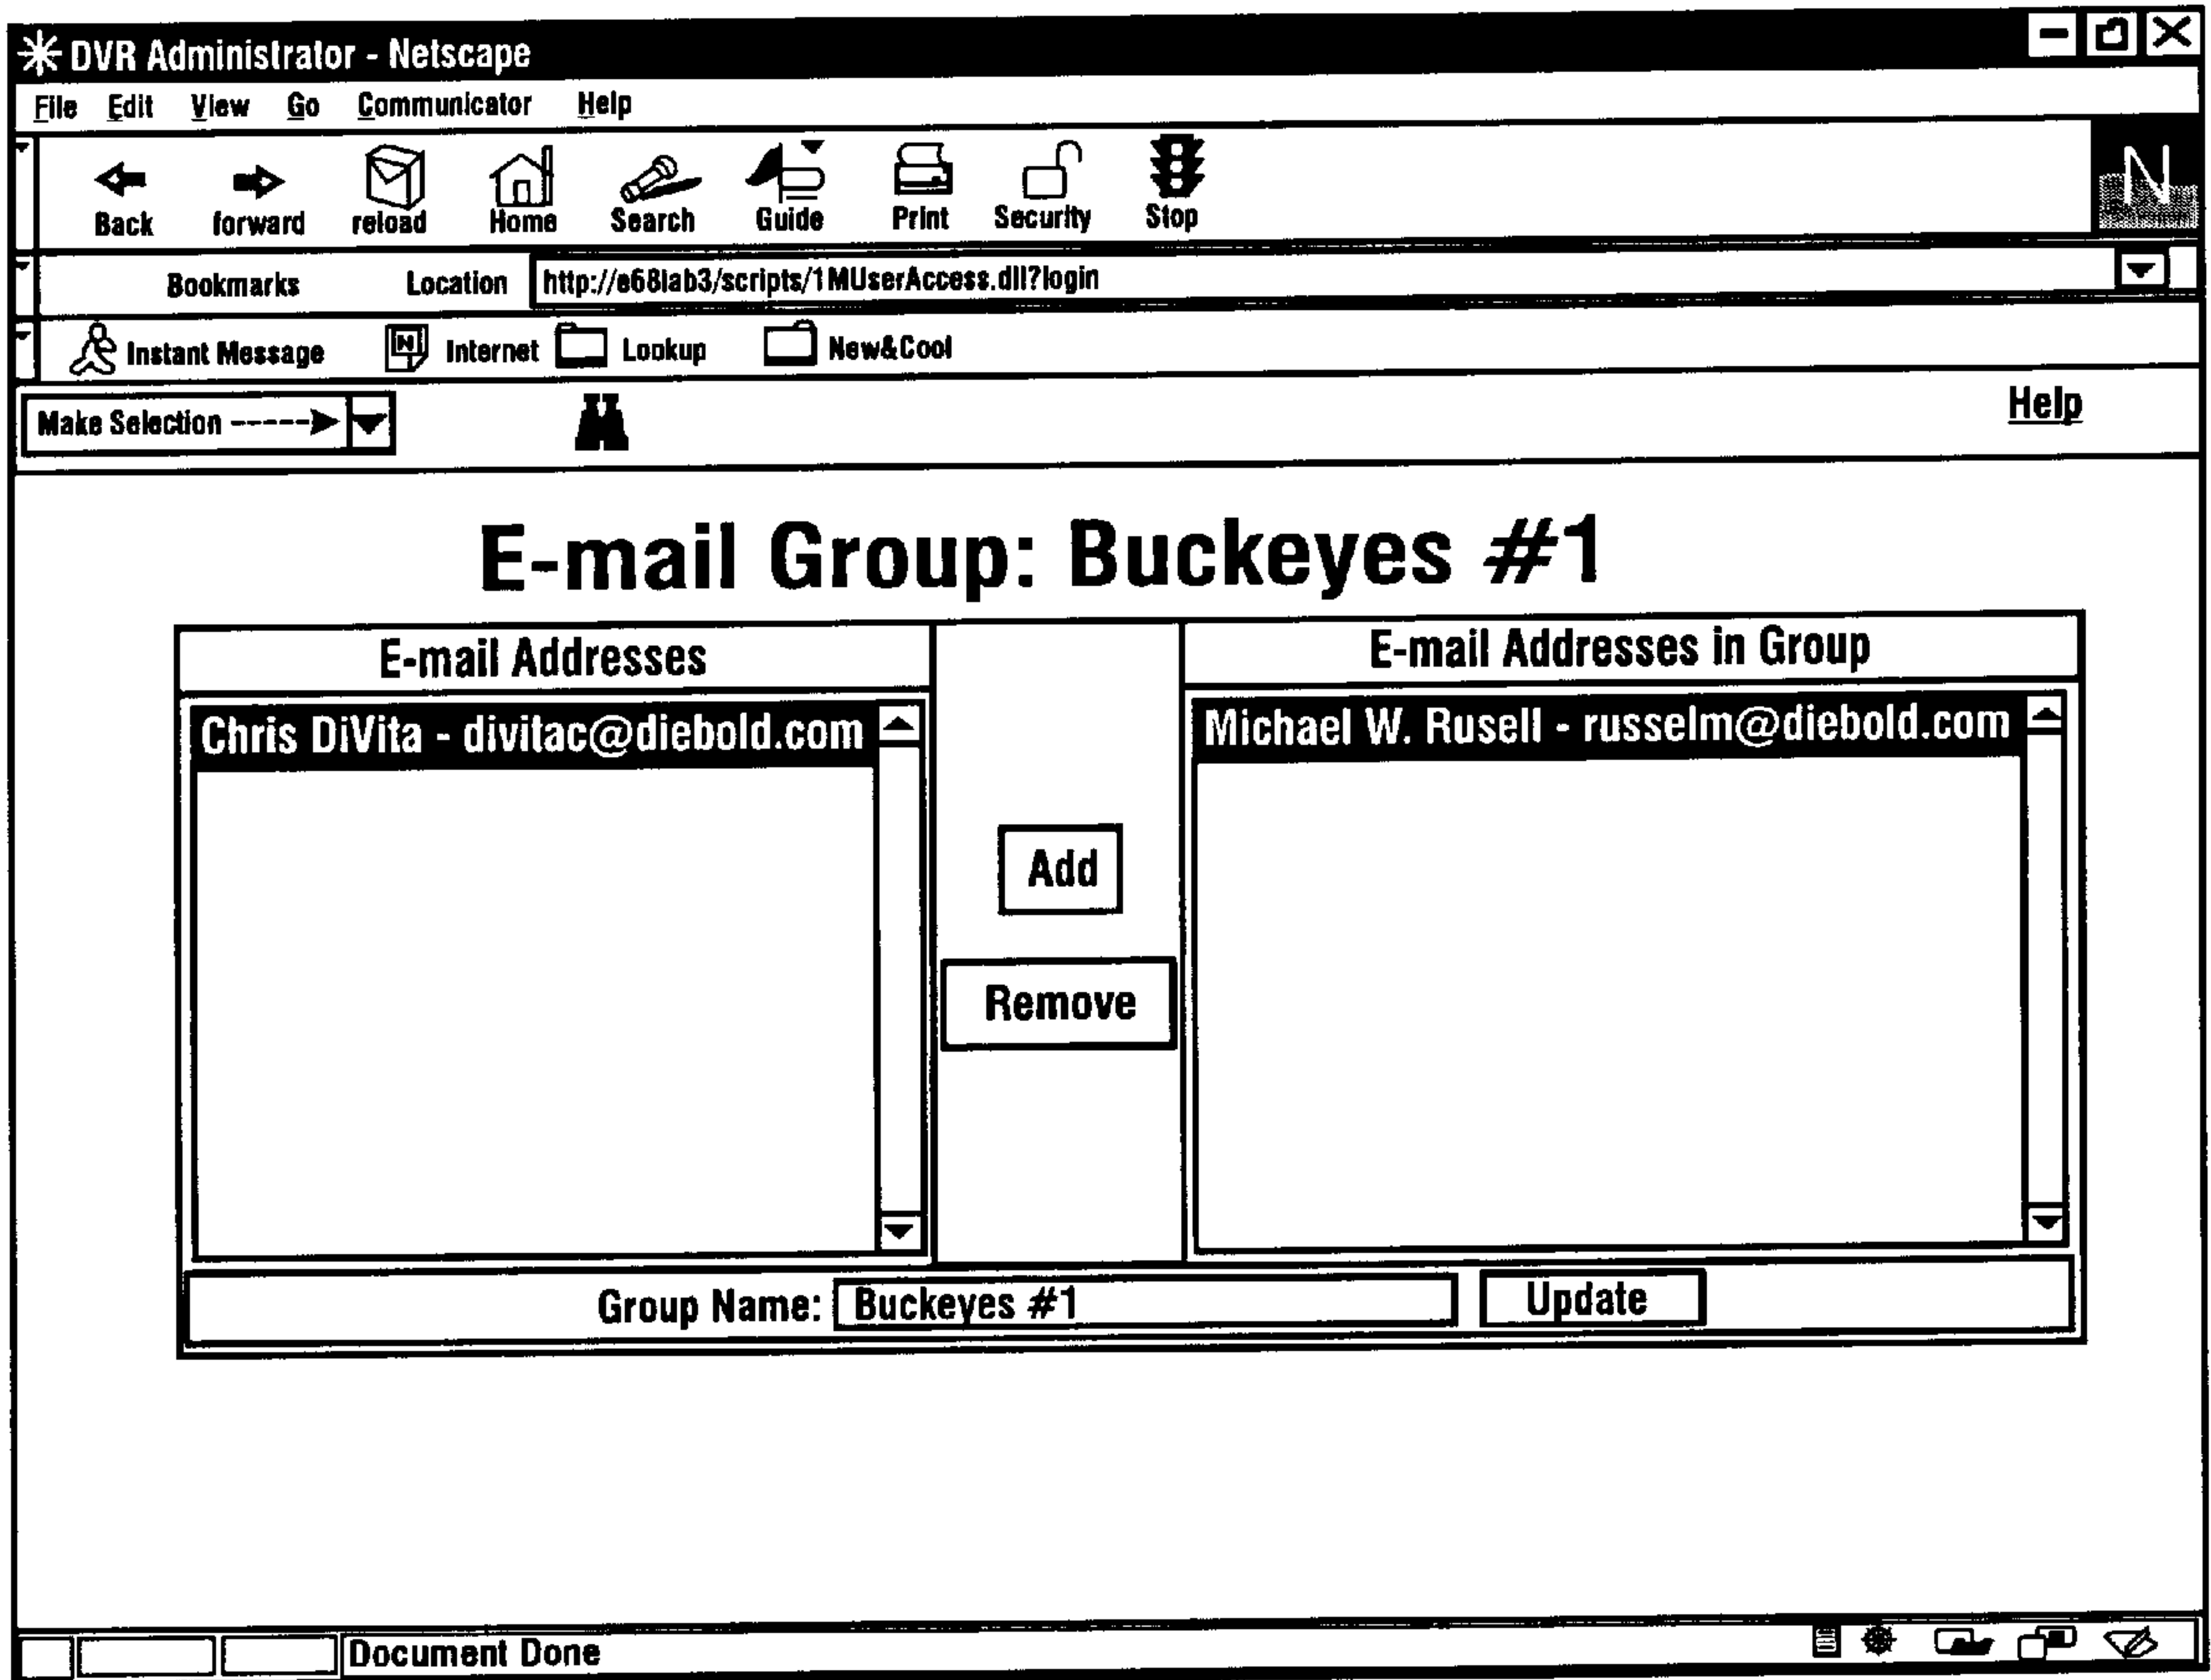 DVR Administrator - Netscape
File Edit View Go Communicator Help
Back forward reload Home Search Guide Print Security Stop
N
Bookmarks Location http://e68lab3/scripts/1MUserAccess.dll?login
Instant Message N Internet Lookup New&Cool
Make Selection -----> Help
E-mail Group: Buckeyes #1
E-mail Addresses E-mail Addresses in Group
Chris DiVita - divitac@diebold.com Michael W. Rusell - russelm@diebold.com
Add
Remove
Group Name: Buckeyes #1 Update
Document Done